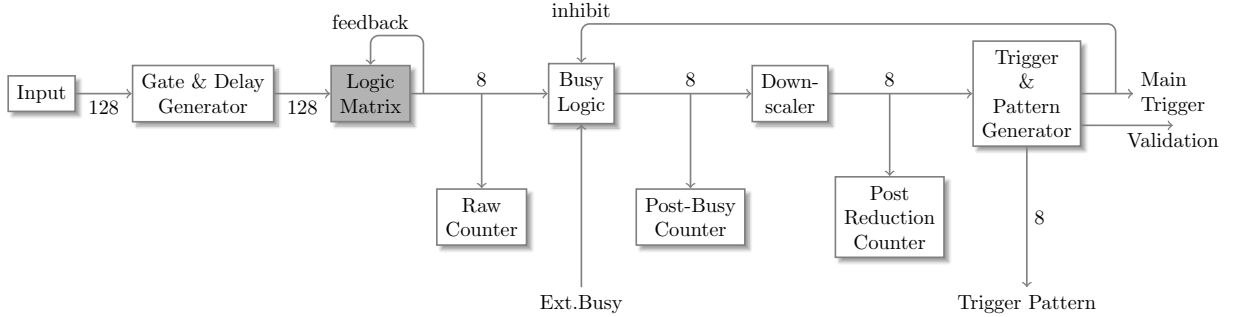 inhibit
feedback
Input
128
Gate & Delay
Generator
128
Logic
Matrix
8
Busy
Logic
8
Down-
scaler
8
Trigger
&
Pattern
Generator
Main
Trigger
Validation
Raw
Counter
Post-Busy
Counter
Post
Reduction
Counter
8
Ext.Busy
Trigger Pattern